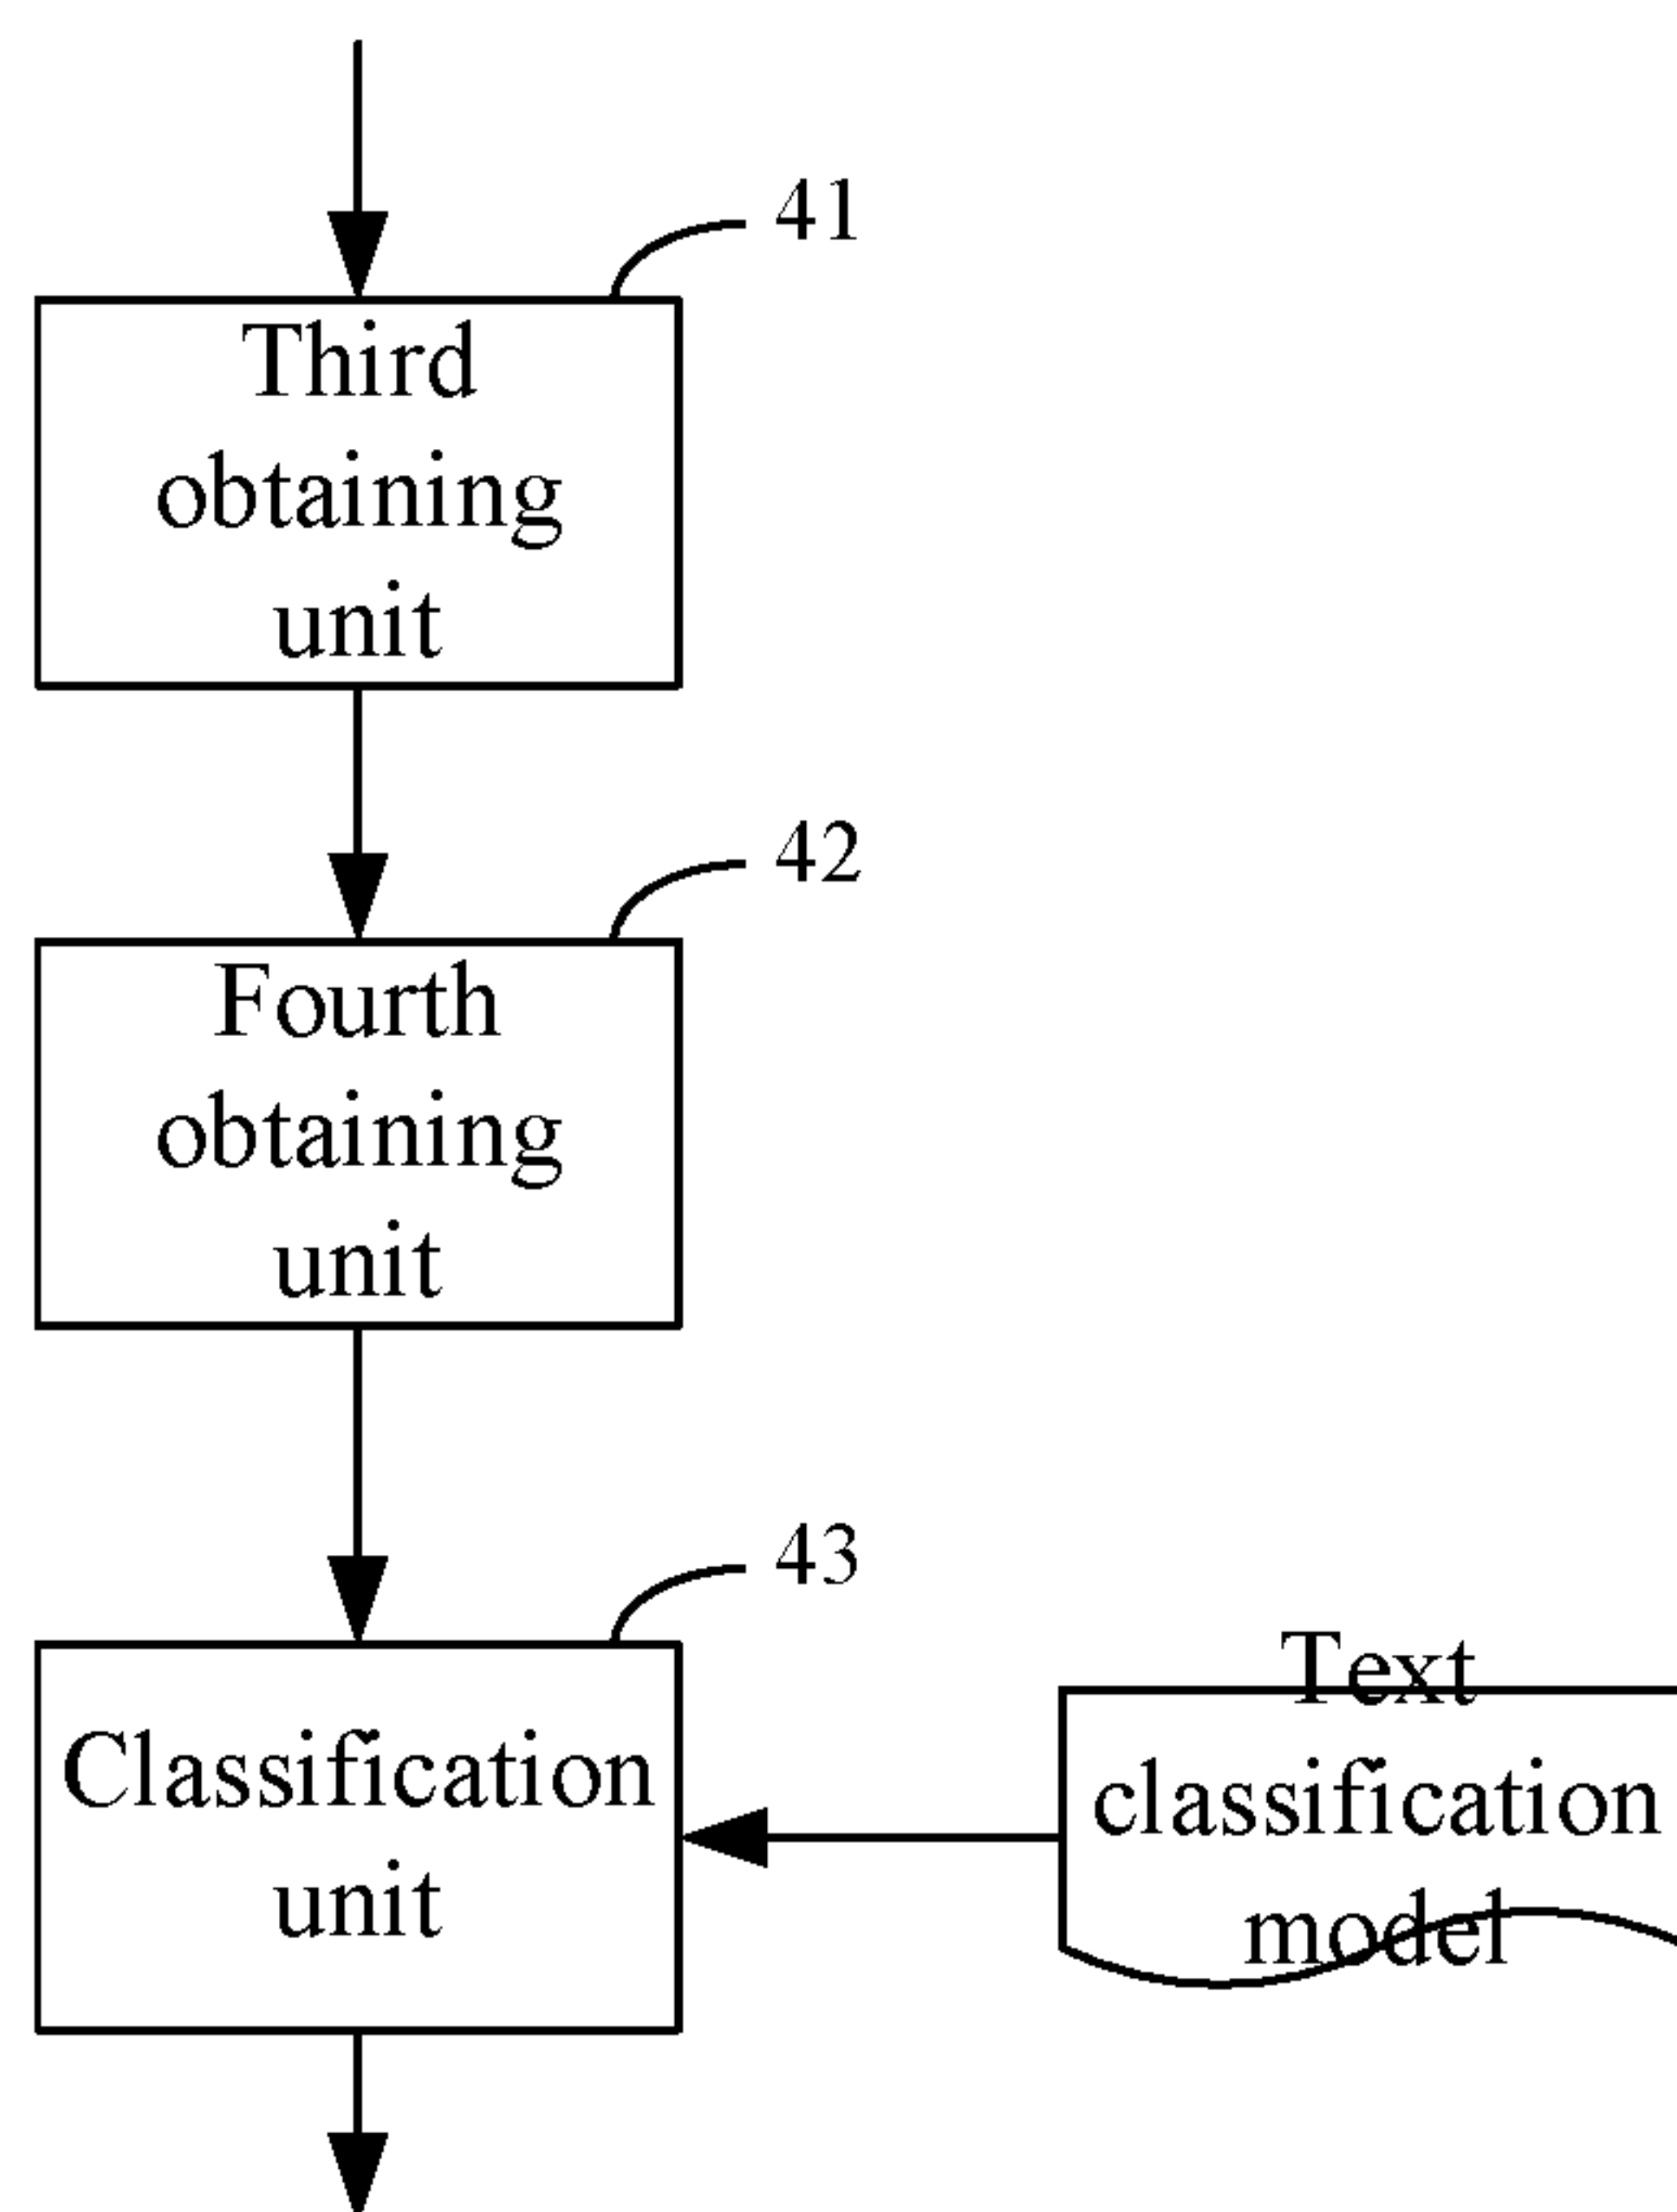 41
Third
obtaining
unit
42
Fourth
obtaining
unit
43
Classification
unit
Text
classification
model